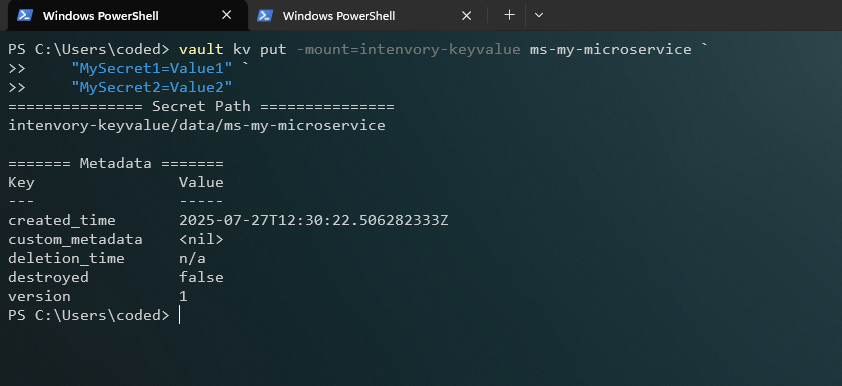 Windows PowerShell
Windows PowerShell
PS C:\Users\coded> vault kv put -mount=intenvory-keyvalue ms-my-microservice `
>>     "MySecret1=Value1" `
>>     "MySecret2=Value2"
=============== Secret Path ===============
intenvory-keyvalue/data/ms-my-microservice

======= Metadata =======
Key                Value
---                -----
created_time       2025-07-27T12:30:22.506282333Z
custom_metadata    <nil>
deletion_time      n/a
destroyed          false
version            1
PS C:\Users\coded>